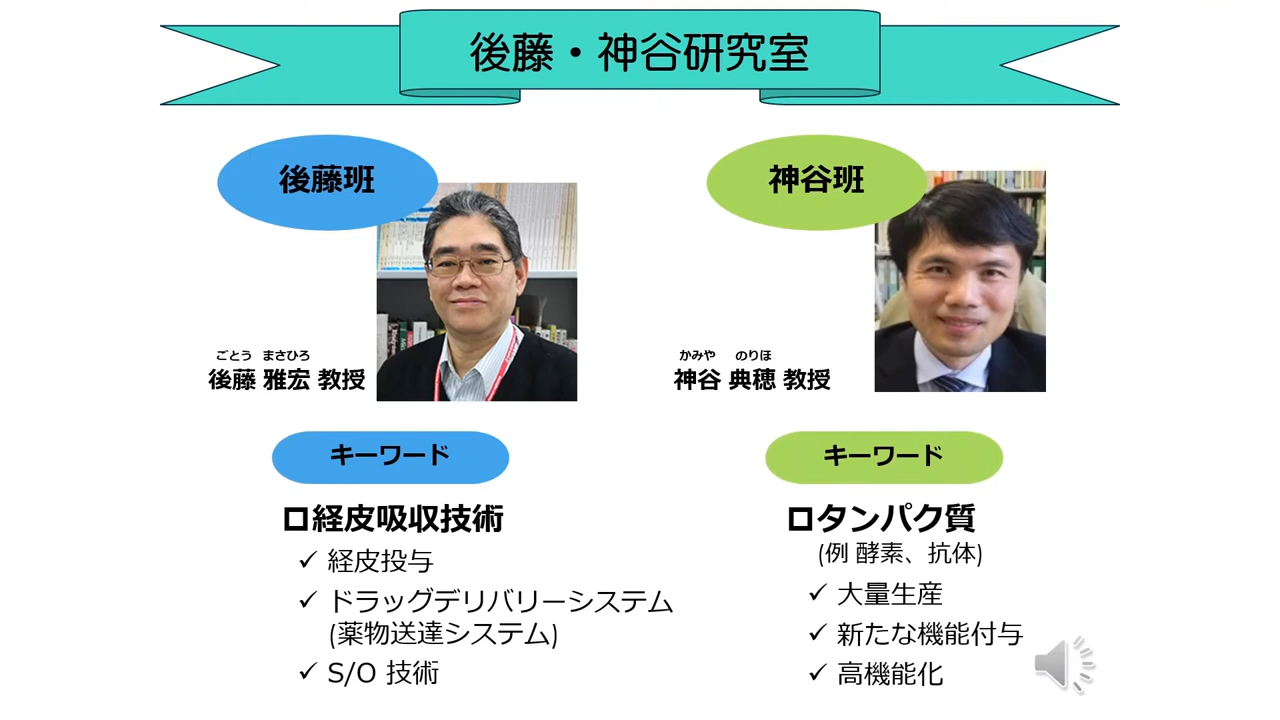 後藤・神谷研究室
後藤班
ごとう まさひろ
後藤 雅宏 教授
キーワード
ロ経皮吸収技術
✓ 経皮投与
✓ ドラッグデリバリーシステム
(薬物送達システム)
✓ S/O 技術
神谷班
かみや のりほ
神谷 典穂 教授
キーワード
ロタンパク質
(例 酵素、抗体)
✓ 大量生産
✓ 新たな機能付与
✓ 高機能化